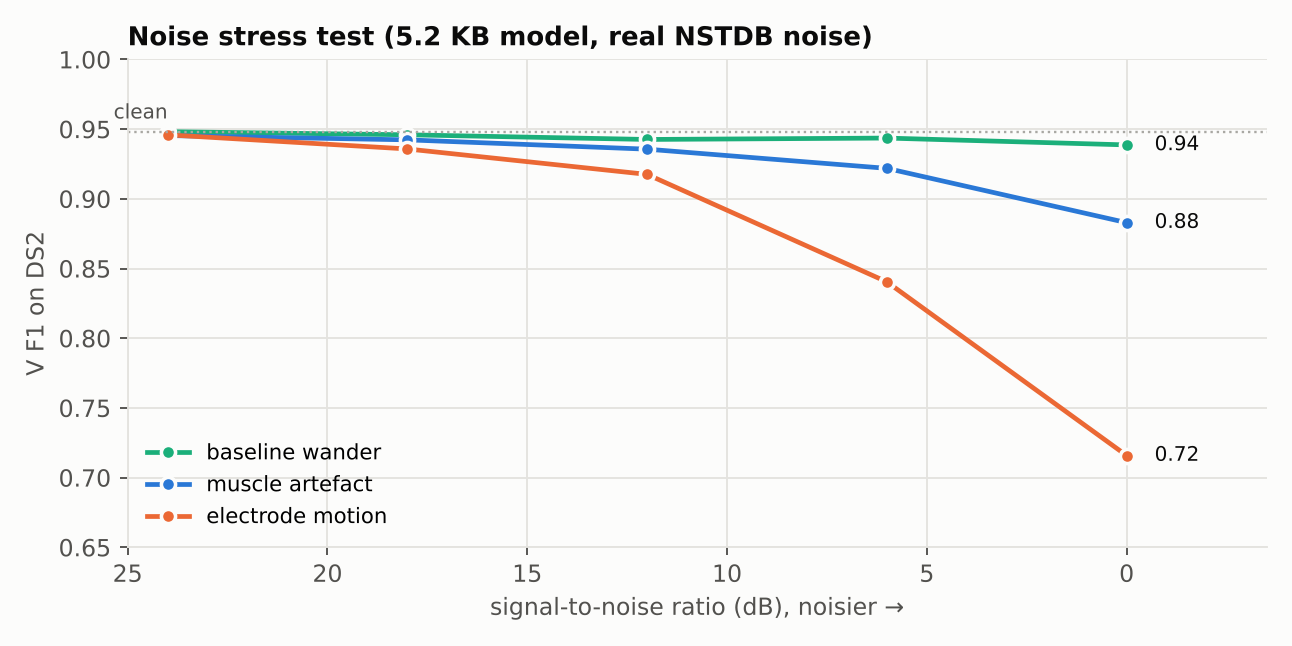 Noise stress test (5.2 KB model, real NSTDB noise)
1.00
clean
0.95
0.94
0.90
0.88
V F1 on DS2
0.85
0.80
0.75
baseline wander
0.72
0.70
muscle artefact
electrode motion
0.65
25 20 15 10 5 0
signal-to-noise ratio (dB), noisier →